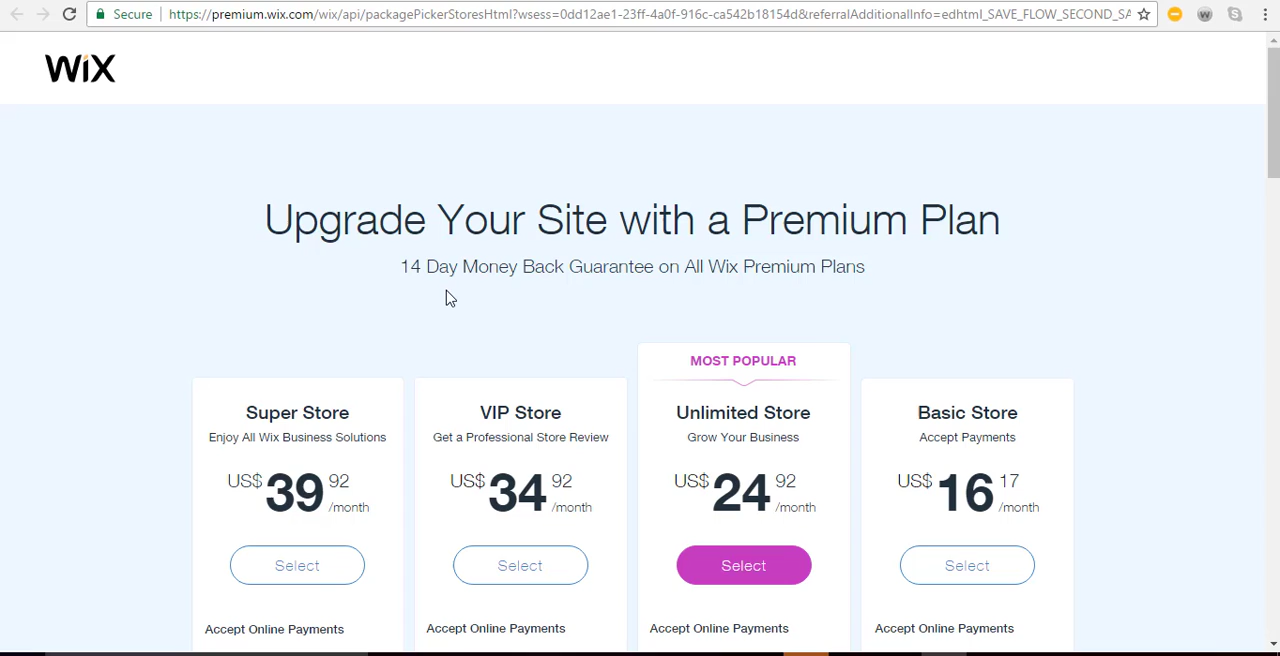 Secure
https://premium.wix.com/wix/api/packagePickerStoresHtml?wsess=0dd12ae1-23ff-4a0f-916c-ca542b18154d&referralAdditionalInfo=edhtml_SAVE_FLOW_SECOND_SA
WiX
Upgrade Your Site with a Premium Plan
14 Day Money Back Guarantee on All Wix Premium Plans
Super Store
Enjoy All Wix Business Solutions
US$ 39 92 /month
Select
Accept Online Payments
VIP Store
Get a Professional Store Review
US$ 34 92 /month
Select
Accept Online Payments
MOST POPULAR
Unlimited Store
Grow Your Business
US$ 24 92 /month
Select
Accept Online Payments
Basic Store
Accept Payments
US$ 16 17 /month
Select
Accept Online Payments